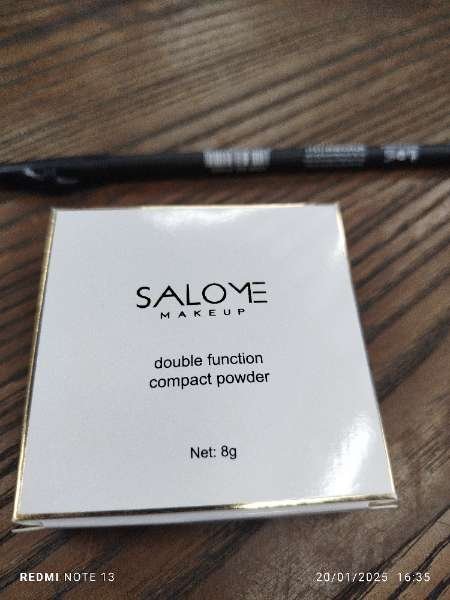 SALOME
MAKEUP
double function
compact powder
Net: 8g
REDMI NOTE 13
20/01/2025 16:35